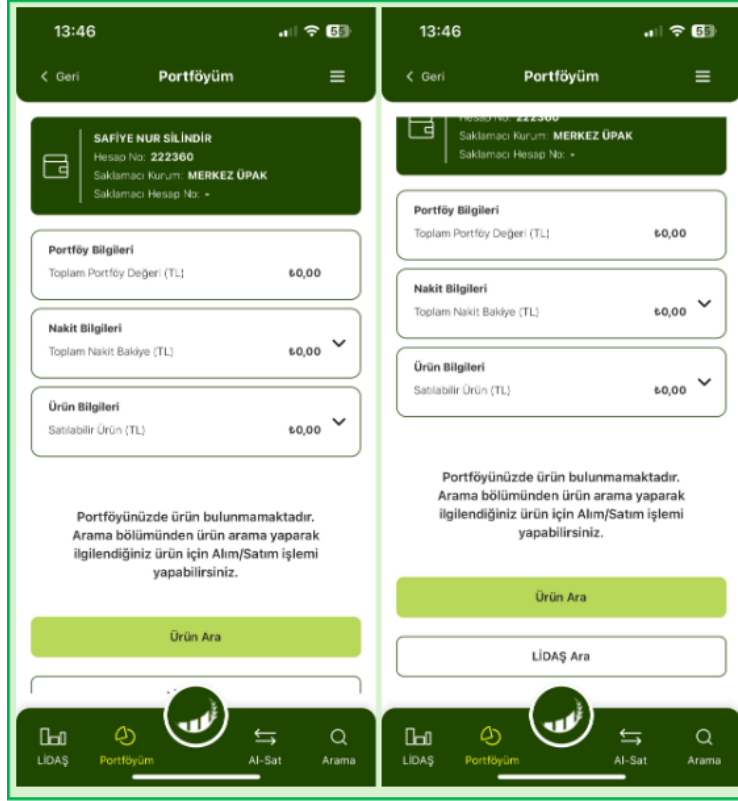 13:46
55
Geri
Portföyüm
SAFİYE NUR SİLİNDİR
Hesap No: 222360
Saklamacı Kurum: MERKEZ ÜPAK
Saklamacı Hesap No: -
Portföy Bilgileri
Toplam Portföy Değeri (TL)
₺0,00
Nakit Bilgileri
Toplam Nakit Bakiye (TL)
₺0,00
Ürün Bilgileri
Satılabilir Ürün (TL)
₺0,00
Portföyünüzde ürün bulunmamaktadır.
Arama bölümünden ürün arama yaparak
ilgilendiğiniz ürün için Alım/Satım işlemi
yapabilirsiniz.
Ürün Ara
LİDAŞ
Portföyüm
Al-Sat
Arama
13:46
55
Geri
Portföyüm
Hesap No: 222360
Saklamacı Kurum: MERKEZ ÜPAK
Saklamacı Hesap No: -
Portföy Bilgileri
Toplam Portföy Değeri (TL)
₺0,00
Nakit Bilgileri
Toplam Nakit Bakiye (TL)
₺0,00
Ürün Bilgileri
Satılabilir Ürün (TL)
₺0,00
Portföyünüzde ürün bulunmamaktadır.
Arama bölümünden ürün arama yaparak
ilgilendiğiniz ürün için Alım/Satım işlemi
yapabilirsiniz.
Ürün Ara
LİDAŞ Ara
LİDAŞ
Portföyüm
Al-Sat
Arama